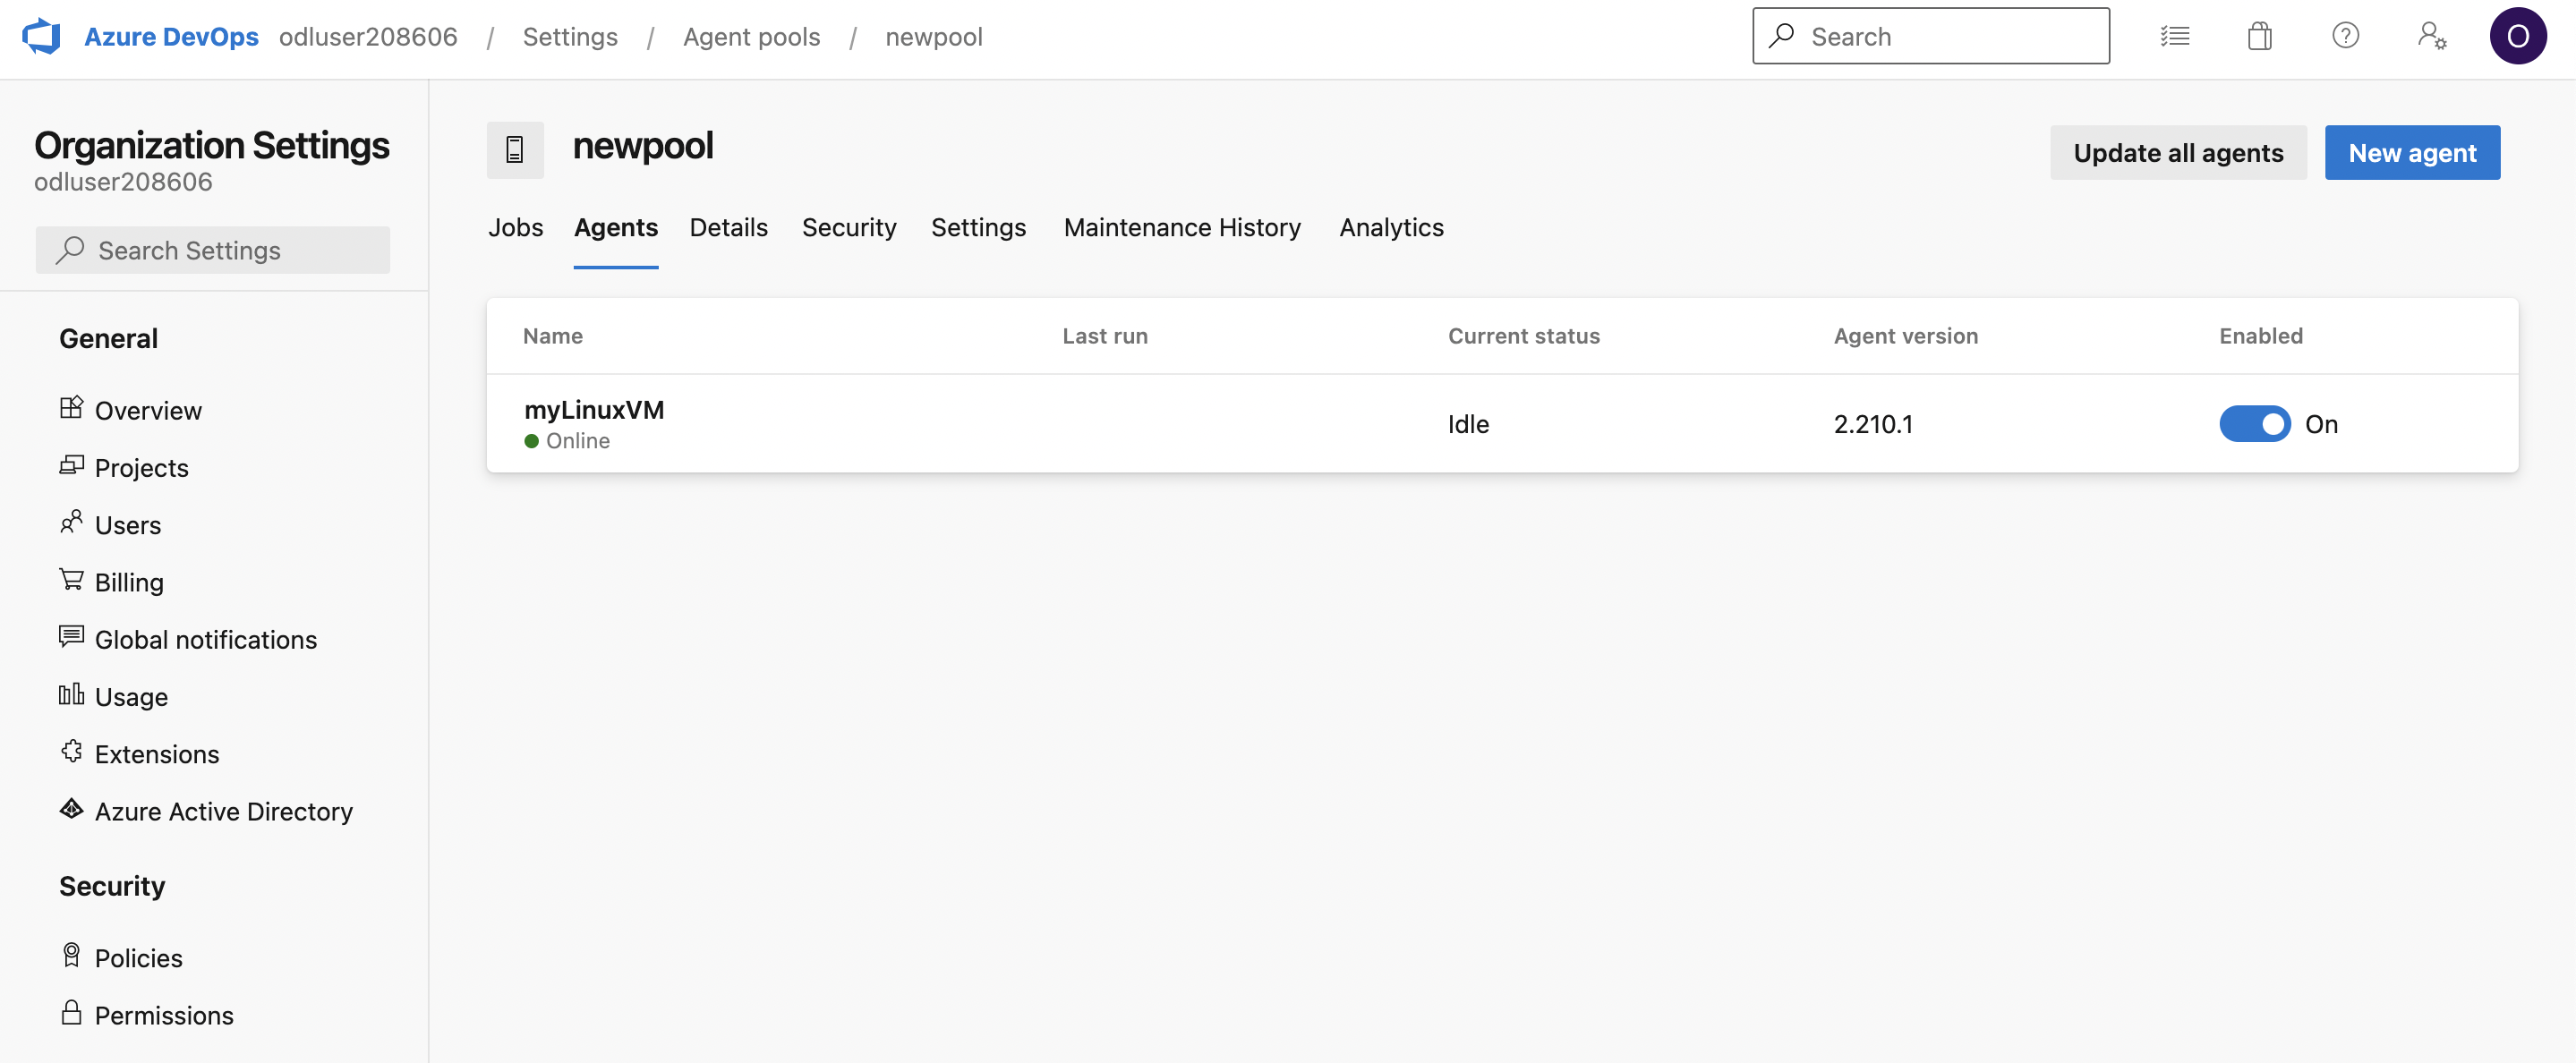 Azure DevOps odluser208606 / Settings / Agent pools / newpool
Search
O
Organization Settings
odluser208606
Search Settings
General
Overview
Projects
Users
Billing
Global notifications
Usage
Extensions
Azure Active Directory
Security
Policies
Permissions
newpool
Update all agents
New agent
Jobs Agents Details Security Settings Maintenance History Analytics
Name Last run Current status Agent version Enabled
myLinuxVM
Online
Idle 2.210.1 On